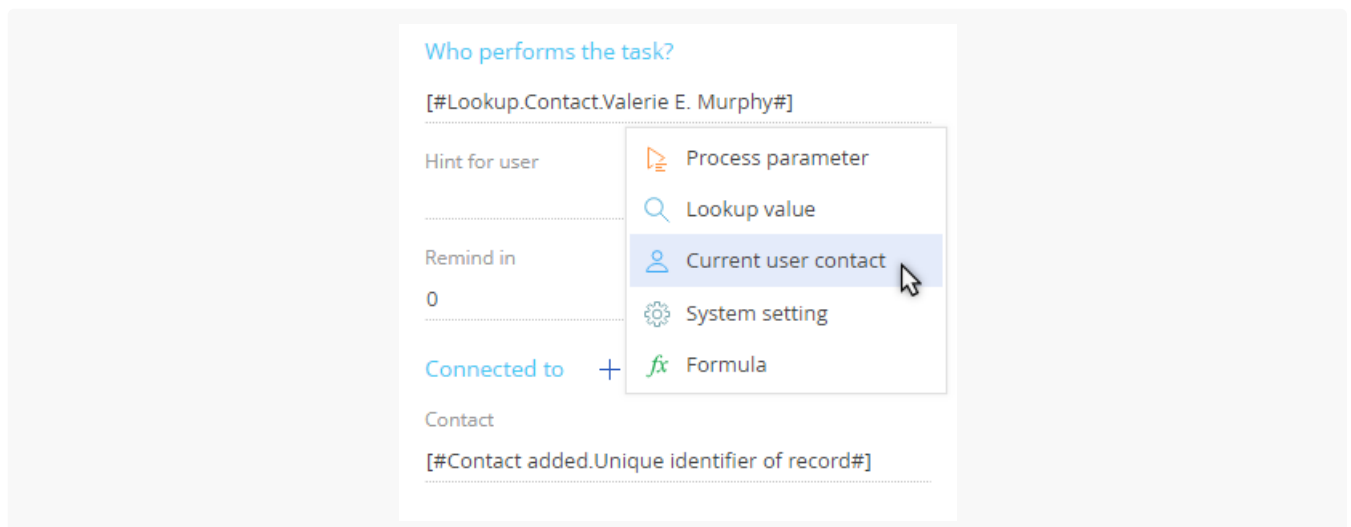 Who performs the task?
[#Lookup.Contact.Valerie E. Murphy#]
Hint for user
Process parameter
Lookup value
Remind in
Current user contact
0
System setting
Connected to +
fx Formula
Contact
[#Contact added.Unique identifier of record#]